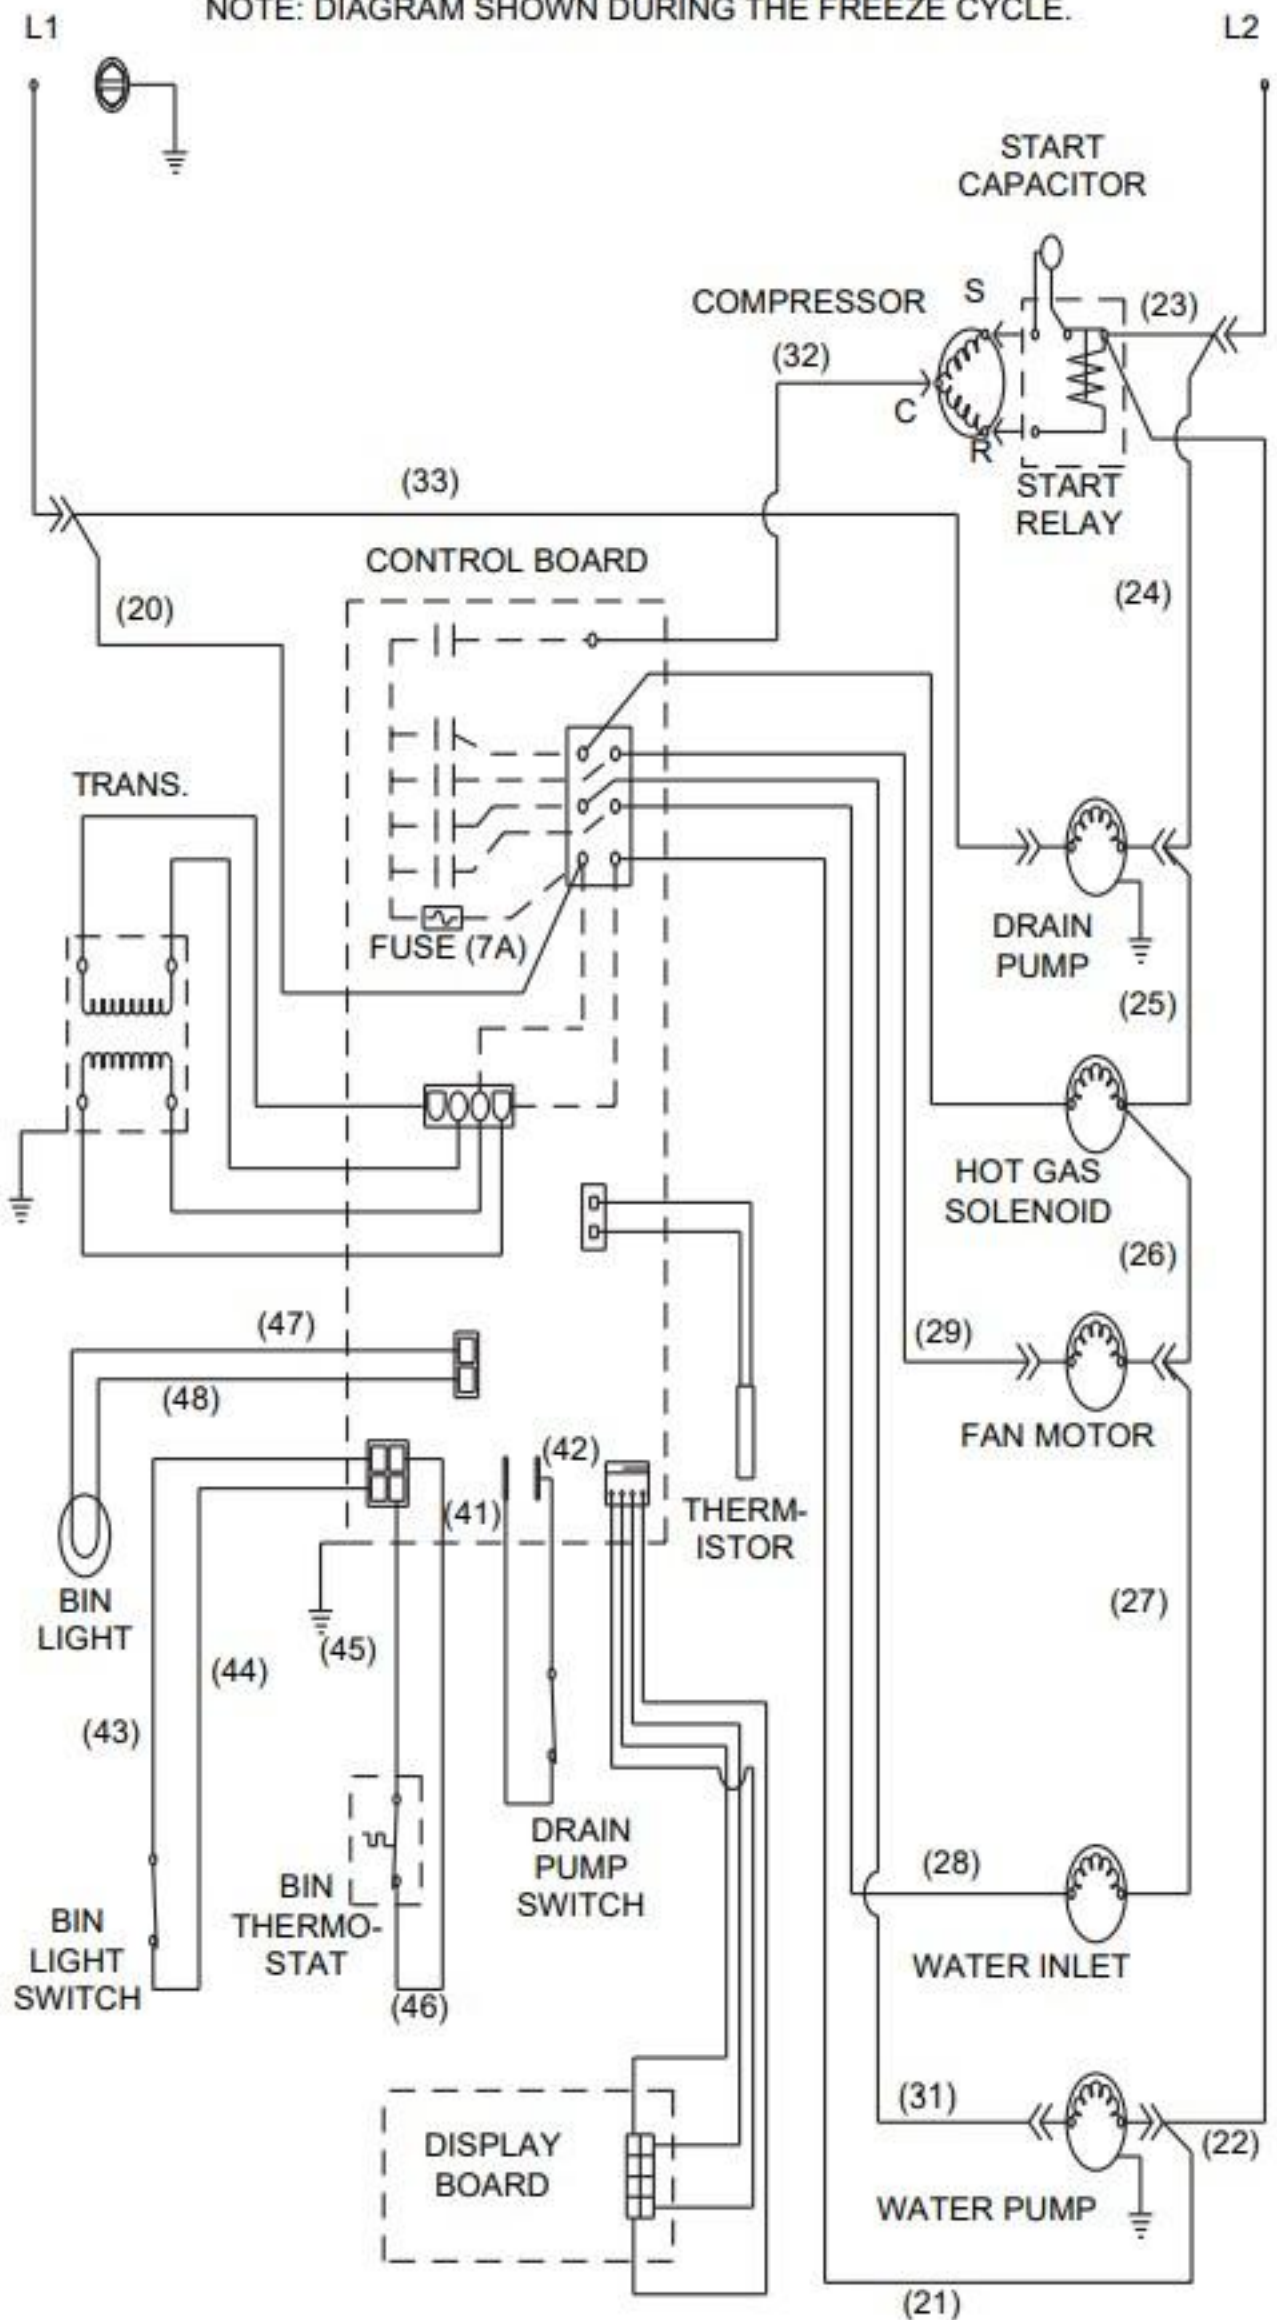 NOTE: DIAGRAM SHOWN DURING THE FREEZE CYCLE.
L1
L2
START
CAPACITOR
COMPRESSOR
S
(23)
(32)
C
R
START
RELAY
(33)
CONTROL BOARD
(20)
(24)
TRANS.
FUSE (7A)
DRAIN
PUMP
(25)
HOT GAS
SOLENOID
(26)
(47)
(29)
(48)
FAN MOTOR
(42)
(41)
THERM-
ISTOR
BIN
LIGHT
(27)
(45)
(44)
(43)
DRAIN
PUMP
SWITCH
BIN
THERMO-
STAT
(28)
BIN
LIGHT
SWITCH
WATER INLET
(46)
(31)
DISPLAY
BOARD
(22)
WATER PUMP
(21)